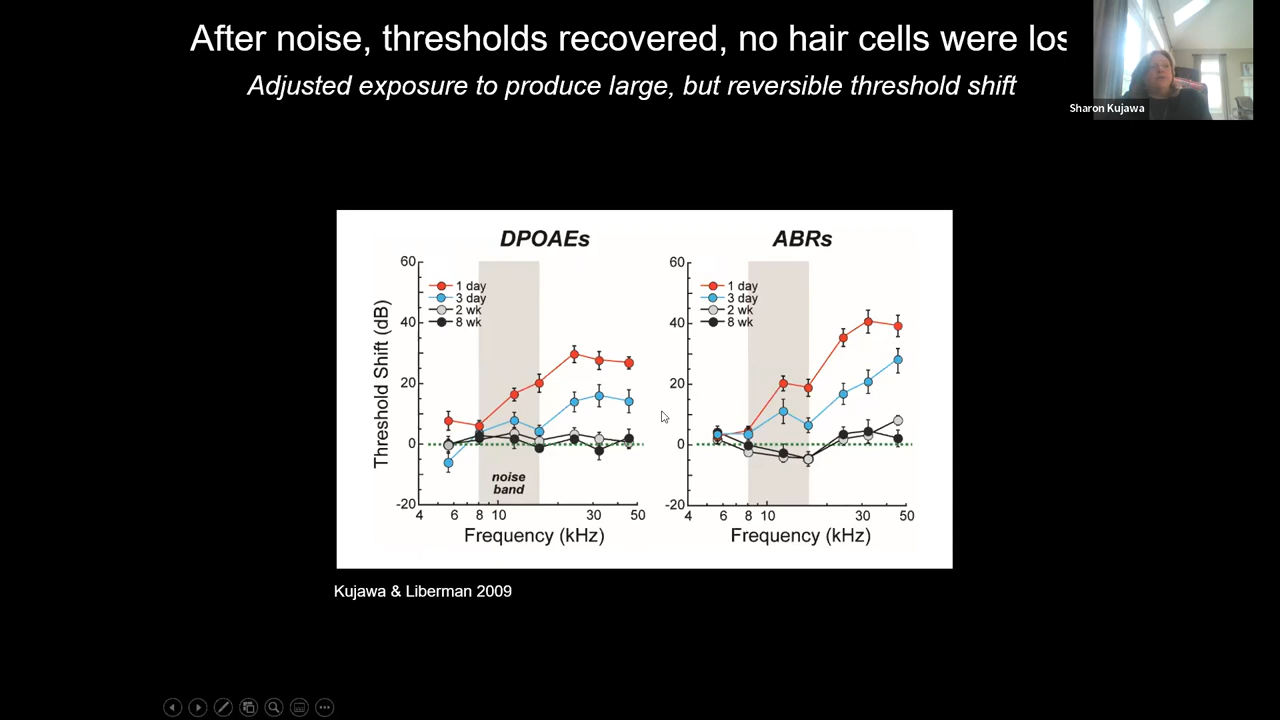 After noise, thresholds recovered, no hair cells were los
Adjusted exposure to produce large, but reversible threshold shift
Sharon Kujawa
DPOAEs
ABRs
60
40
20
0
-20
Threshold Shift (dB)
1 day
3 day
2 wk
8 wk
noise
band
4 6 8 10 30 50
Frequency (kHz)
60
40
20
0
-20
1 day
3 day
2 wk
8 wk
4 6 8 10 30 50
Frequency (kHz)
Kujawa & Liberman 2009